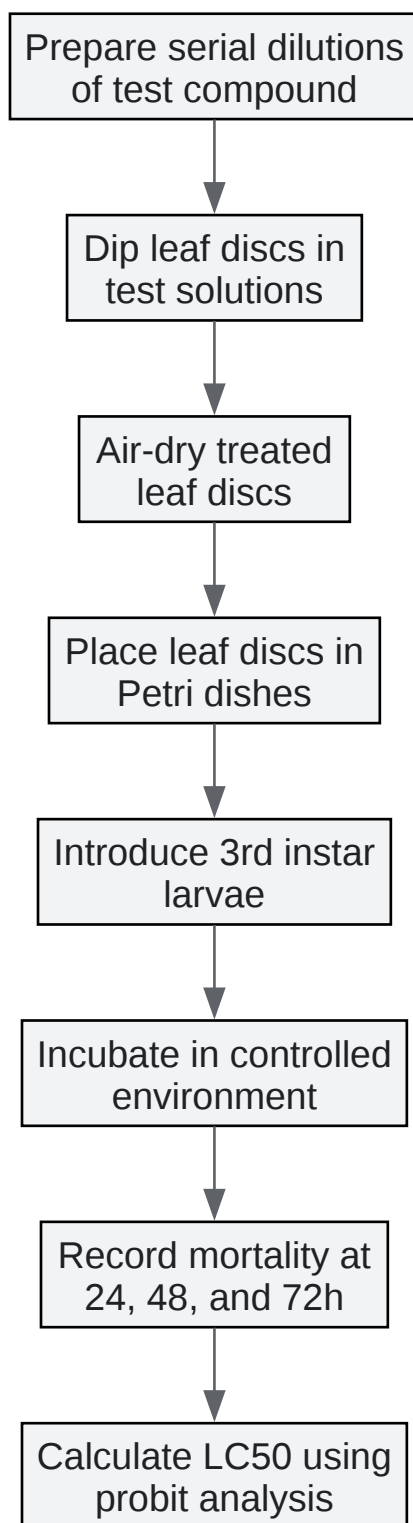 Prepare serial dilutions
of test compound
Dip leaf discs in
test solutions
Air-dry treated
leaf discs
Place leaf discs in
Petri dishes
Introduce 3rd instar
larvae
Incubate in controlled
environment
Record mortality at
24, 48, and 72h
Calculate LC50 using
probit analysis